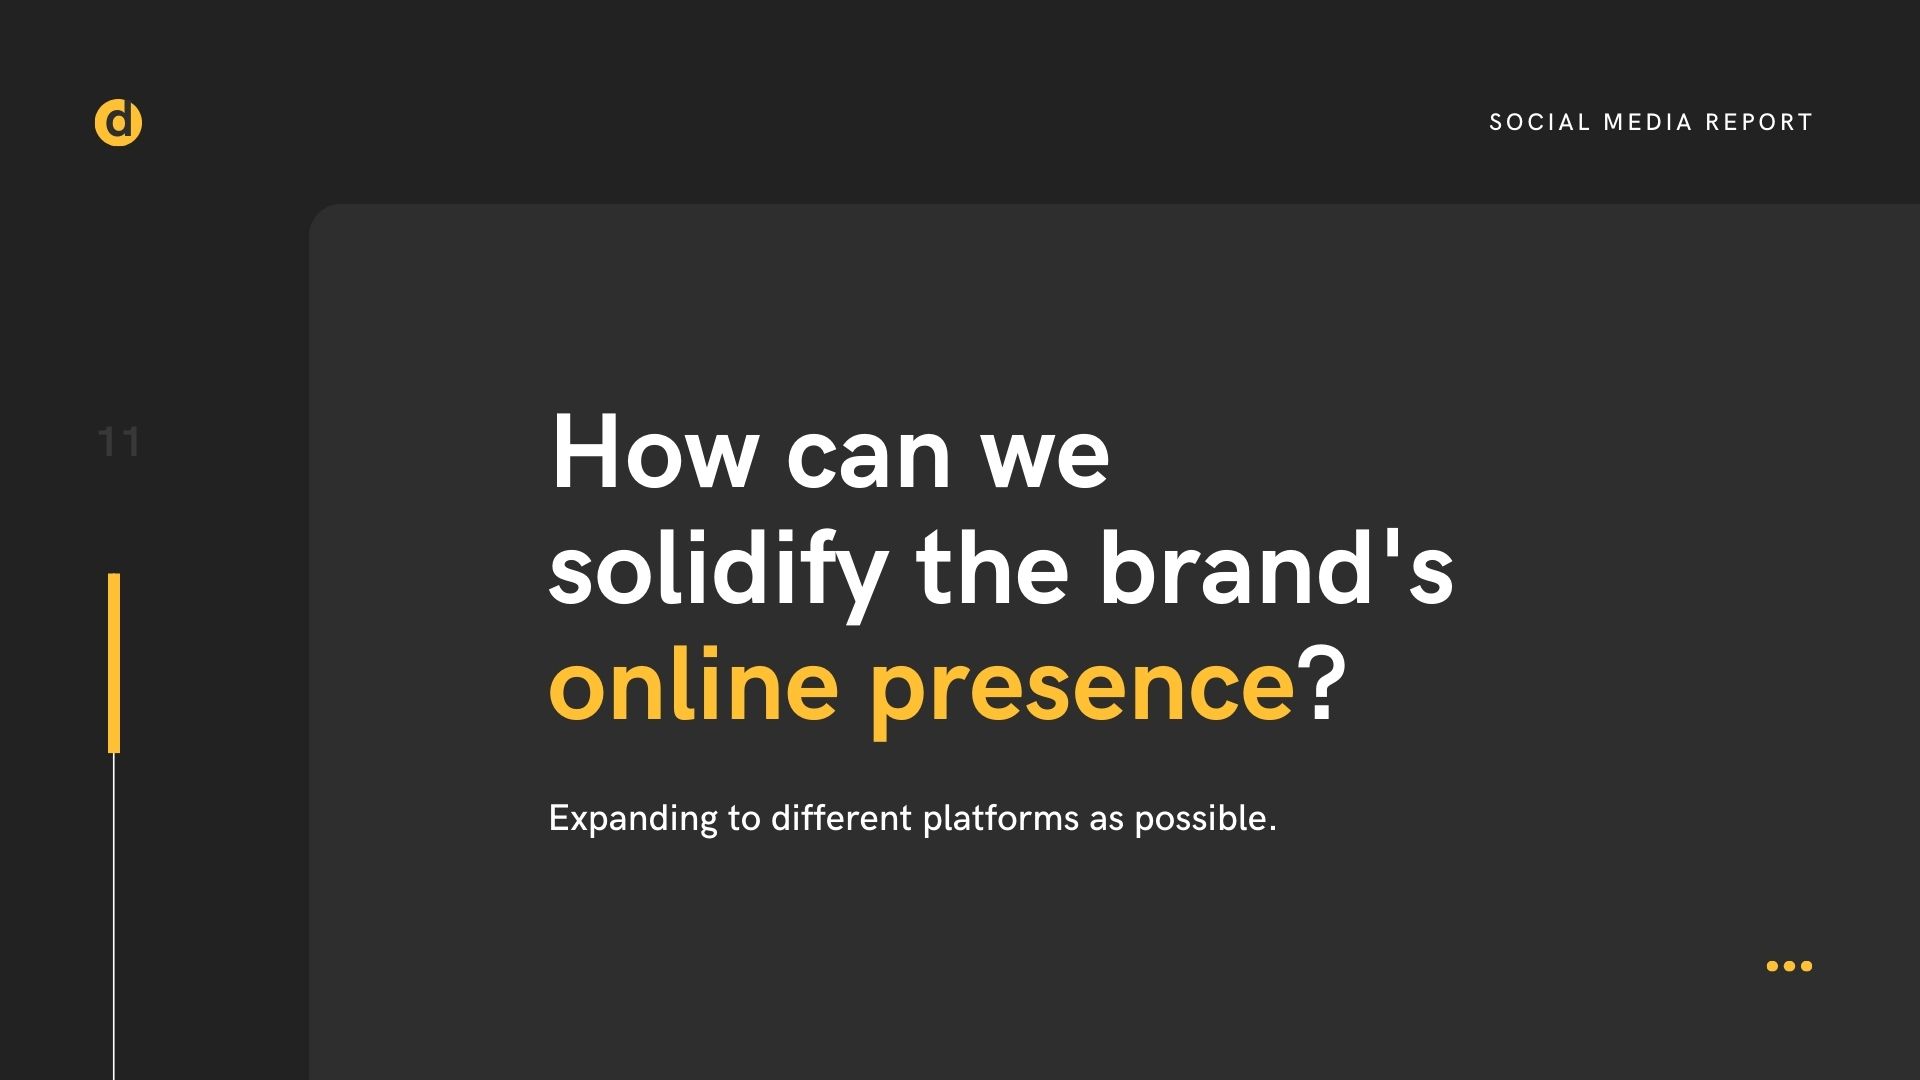 d
SOCIAL MEDIA REPORT
11
How can we
solidify the brand's
online presence?
Expanding to different platforms as possible.